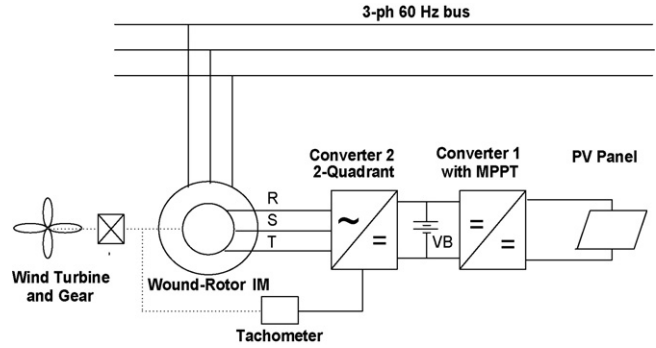 3-ph 60 Hz bus
Converter 2
2-Quadrant
Converter 1
with MPPT
PV Panel
R
S
T
~
=
VB
=
=
Wind Turbine
and Gear
Wound-Rotor IM
Tachometer